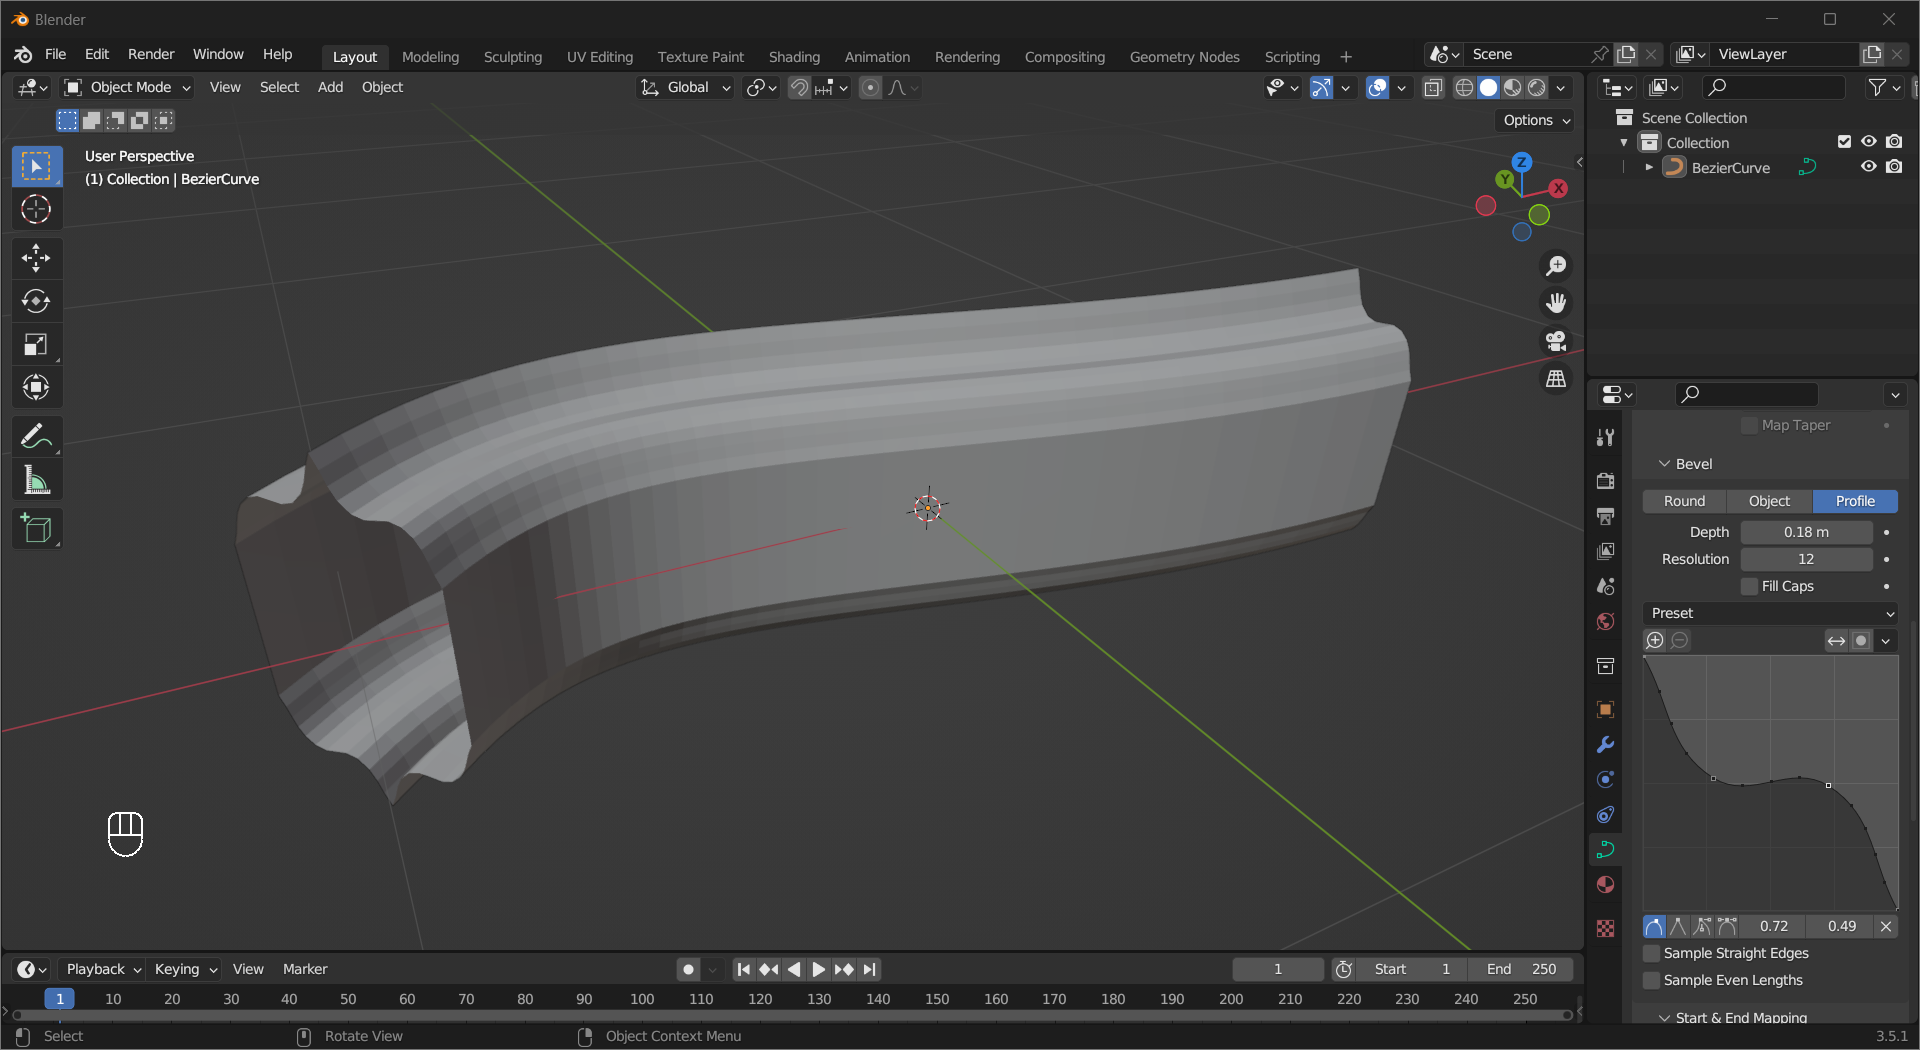 Blender
File Edit Render Window Help Layout Modeling Sculpting UV Editing Texture Paint Shading Animation Rendering Compositing Geometry Nodes Scripting + Scene ViewLayer
Object Mode View Select Add Object Global
Options
User Perspective
(1) Collection | BezierCurve
Z
Y
X
Scene Collection
Collection
BezierCurve
Map Taper
Bevel
Round Object Profile
Depth 0.18 m
Resolution 12
Fill Caps
Preset
0.72 0.49
Sample Straight Edges
Sample Even Lengths
Start & End Mapping
Playback Keying View Marker 1 Start 1 End 250
1 10 20 30 40 50 60 70 80 90 100 110 120 130 140 150 160 170 180 190 200 210 220 230 240 250
Select Rotate View Object Context Menu 3.5.1